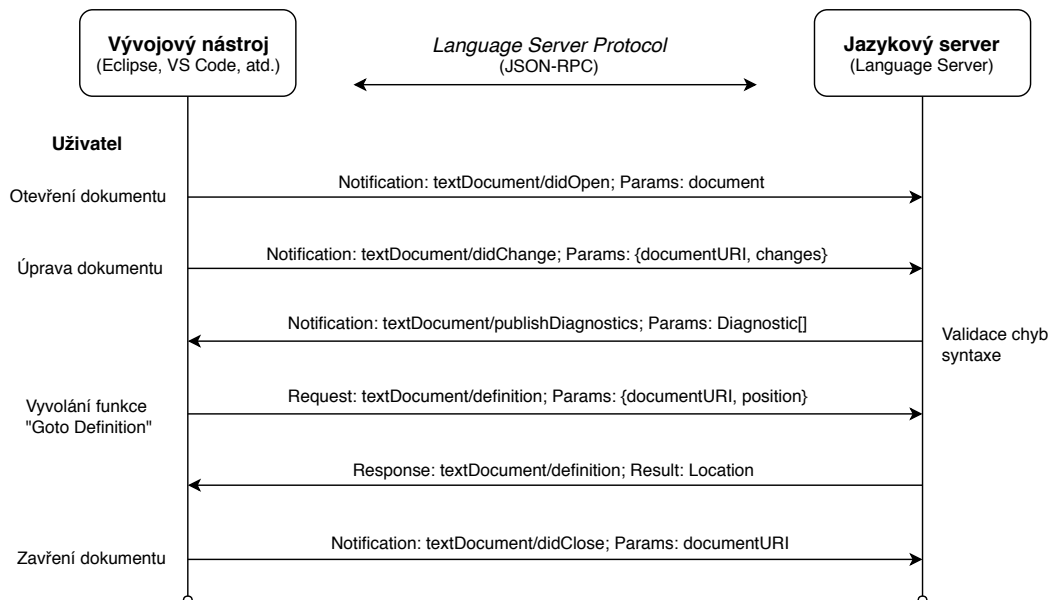 Vývojový nástroj
(Eclipse, VS Code, atd.)
Language Server Protocol
(JSON-RPC)
Jazykový server
(Language Server)
Uživatel
Otevření dokumentu
Notification: textDocument/didOpen; Params: document
Úprava dokumentu
Notification: textDocument/didChange; Params: {documentURI, changes}
Notification: textDocument/publishDiagnostics; Params: Diagnostic[]
Validace chyb
syntaxe
Vyvolání funkce
"Goto Definition"
Request: textDocument/definition; Params: {documentURI, position}
Response: textDocument/definition; Result: Location
Zavření dokumentu
Notification: textDocument/didClose; Params: documentURI